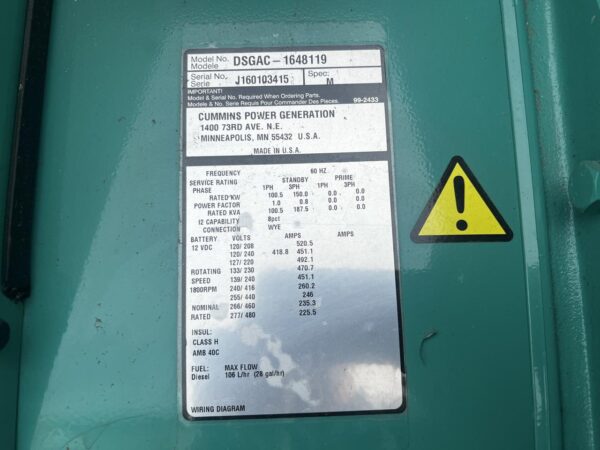 Model No. DSGAC-1648119
Modele
Serial No. J160103415 Spec:
Serie M
IMPORTANT!
Model & Serial No. Required When Ordering Parts.
Modele & No. Serie Requis Pour Commander Des Pieces. 99-2433
CUMMINS POWER GENERATION
1400 73RD AVE. N.E.
MINNEAPOLIS, MN 55432 U.S.A.
MADE IN U.S.A.
FREQUENCY 60 HZ
SERVICE RATING STANDBY PRIME
PHASE 1PH 3PH 1PH 3PH
RATED KW 100.5 150.0 0.0 0.0
POWER FACTOR 1.0 0.8 0.0 0.0
RATED KVA 100.5 187.5 0.0 0.0
I2 CAPABILITY 8pct
CONNECTION WYE
BATTERY VOLTS AMPS AMPS
12 VDC 120/208 520.5
120/240 418.8 451.1
127/220 492.1
ROTATING 133/230 470.7
SPEED 139/240 451.1
1800RPM 240/416 260.2
255/440 246
NOMINAL 266/460 235.3
RATED 277/480 225.5
INSUL:
CLASS H
AMB 40C
FUEL: MAX FLOW
Diesel 106 L/hr (28 gal/hr)
WIRING DIAGRAM
!